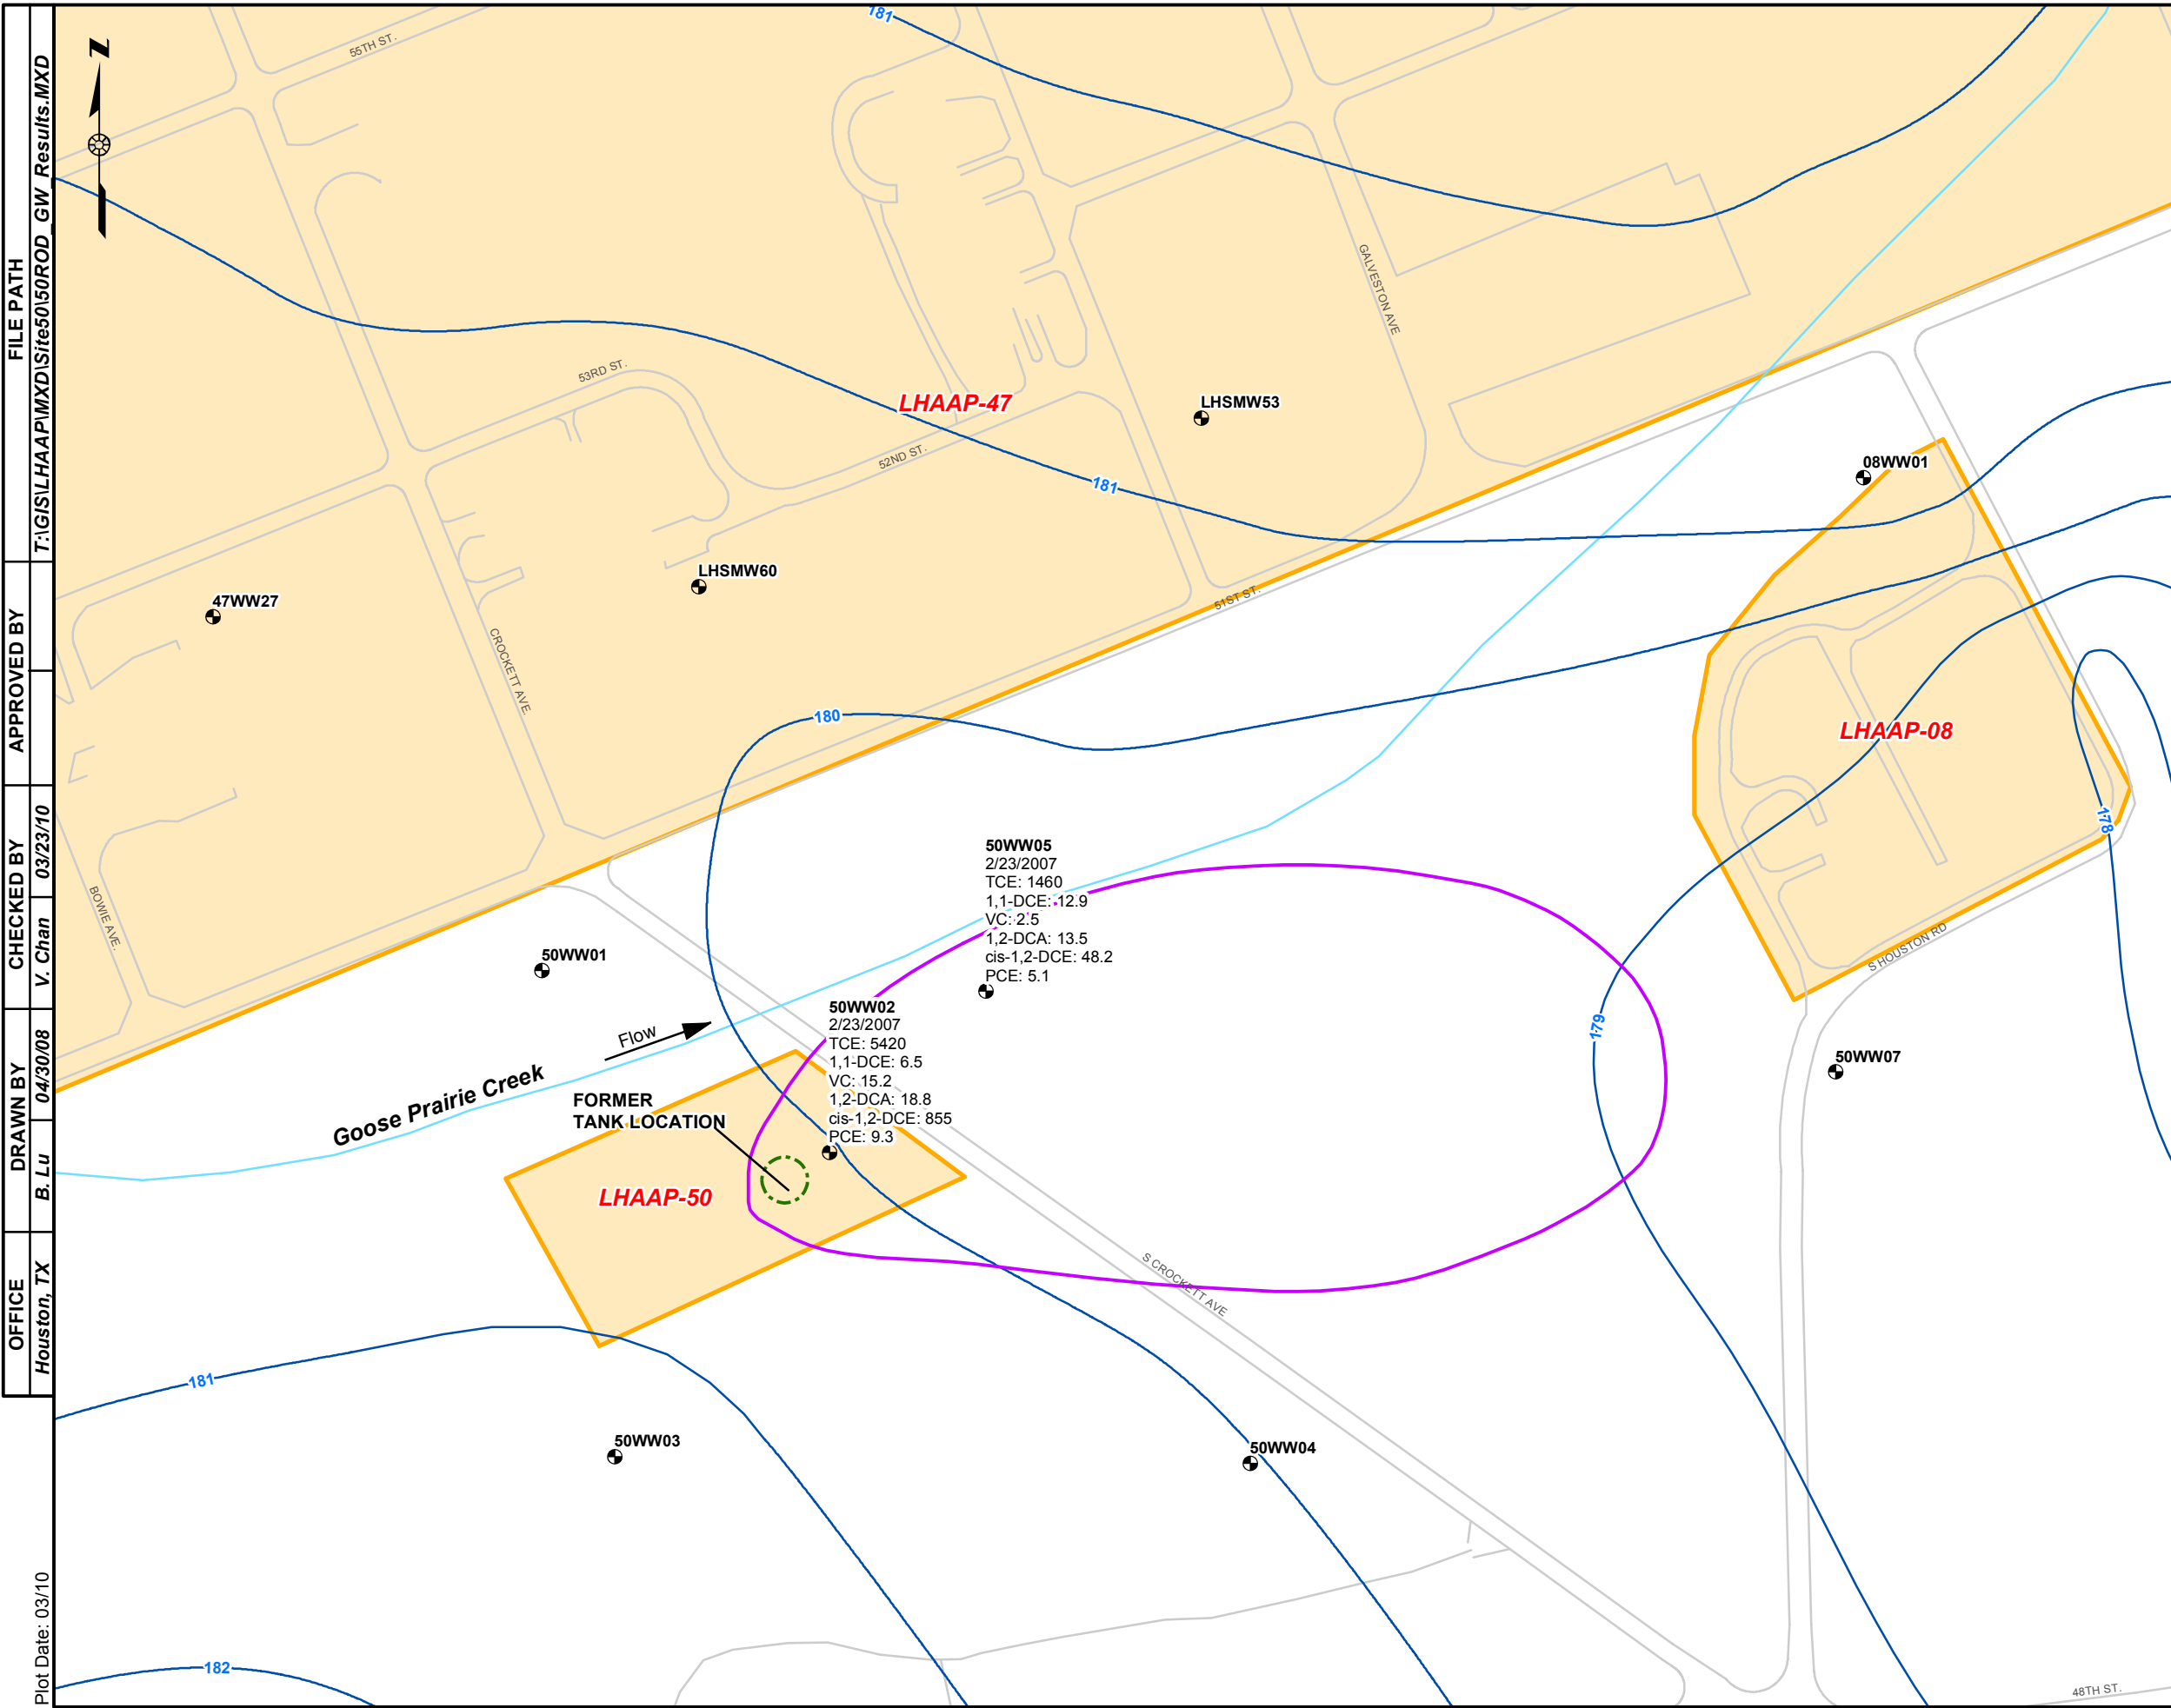 FILE PATH
T:\GIS\LHAAP\MXD\Site50\50ROD_GW_Results.MXD
APPROVED BY
CHECKED BY
V. Chan
03/23/10
DRAWN BY
B. Lu
04/30/08
OFFICE
Houston, TX
Plot Date: 03/10
N
181
55TH ST.
GALVESTON AVE
53RD ST.
LHAAP-47
LHSMW53
52ND ST.
181
08WW01
LHSMW60
47WW27
51ST ST.
CROCKETT AVE.
180
LHAAP-08
178
50WW05
2/23/2007
TCE: 1460
1,1-DCE: 12.9
VC: 2.5
1,2-DCA: 13.5
cis-1,2-DCE: 48.2
PCE: 5.1
BOWIE AVE.
50WW01
S HOUSTON RD
50WW02
2/23/2007
TCE: 5420
1,1-DCE: 6.5
VC: 15.2
1,2-DCA: 18.8
cis-1,2-DCE: 855
PCE: 9.3
Flow
179
50WW07
Goose Prairie Creek
FORMER
TANK LOCATION
LHAAP-50
S CROCKETT AVE
181
50WW03
50WW04
182
48TH ST.